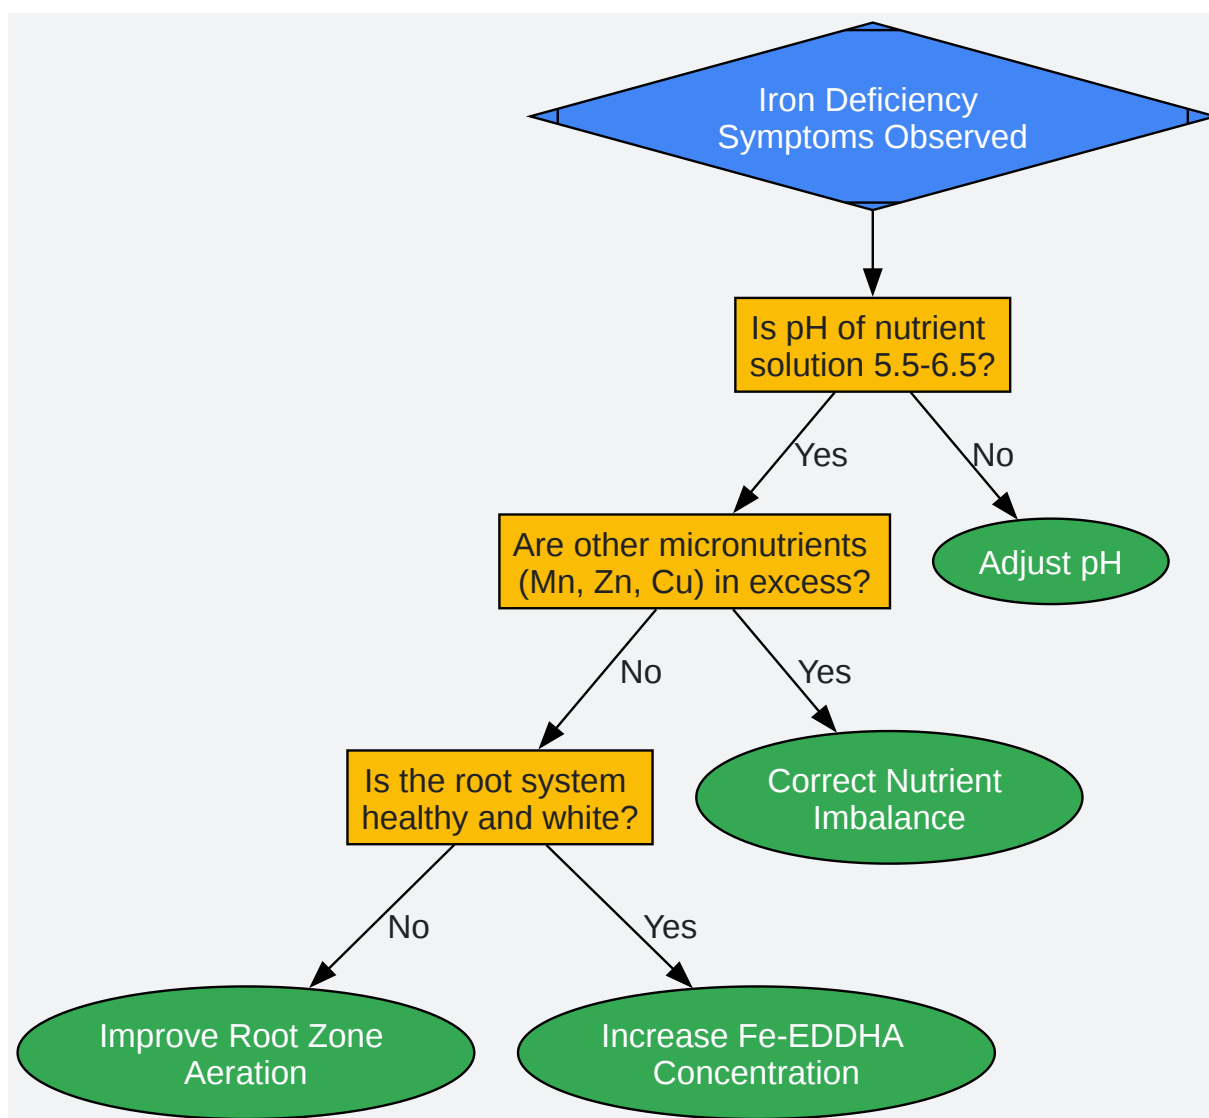 Iron Deficiency
Symptoms Observed
Is pH of nutrient
solution 5.5-6.5?
Yes
No
Are other micronutrients
(Mn, Zn, Cu) in excess?
Adjust pH
No
Yes
Is the root system
healthy and white?
Correct Nutrient
Imbalance
No
Yes
Improve Root Zone
Aeration
Increase Fe-EDDHA
Concentration